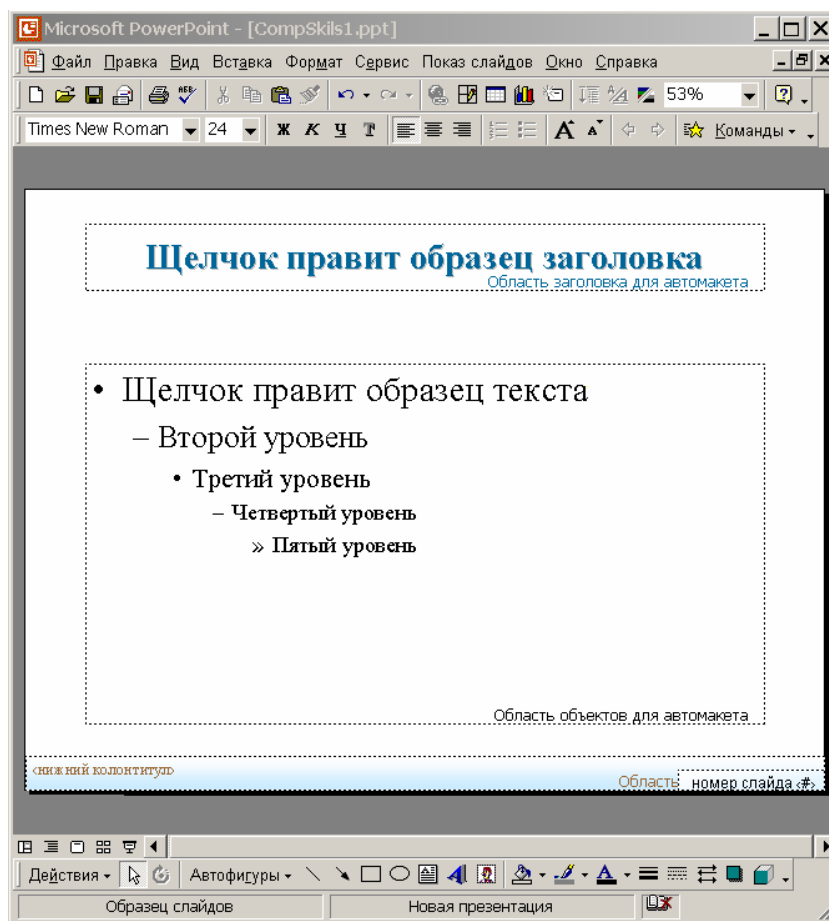 Microsoft PowerPoint - [CompSkils1.ppt]
Файл Правка Вид Вставка Формат Сервис Показ слайдов Окно Справка
53%
Times New Roman 24 Ж К Ч Т Команды
Щелчок правит образец заголовка
Область заголовка для автомакета
• Щелчок правит образец текста
– Второй уровень
• Третий уровень
– Четвертый уровень
» Пятый уровень
Область объектов для автомакета
<нижний колонтитул>
Область номер слайда <#>
Действия Автофигуры
Образец слайдов Новая презентация